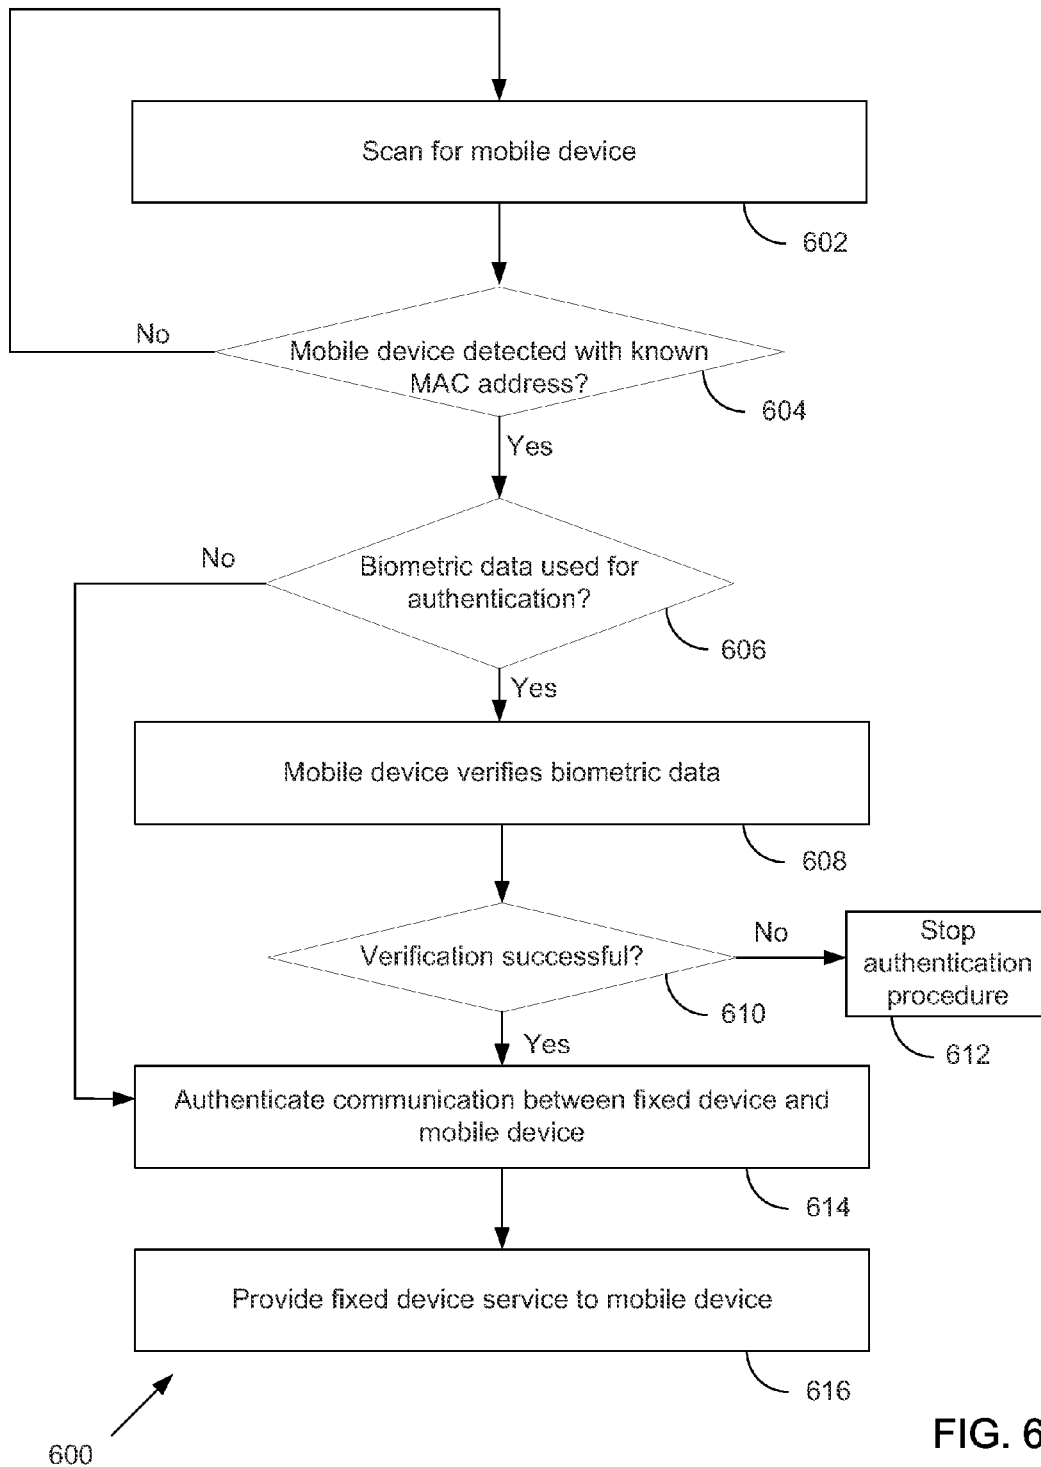 Scan for mobile device
602
No
Mobile device detected with known
MAC address?
604
Yes
No
Biometric data used for
authentication?
606
Yes
Mobile device verifies biometric data
608
Verification successful?
No
Stop
authentication
procedure
610
612
Yes
Authenticate communication between fixed device and
mobile device
614
Provide fixed device service to mobile device
616
600
FIG. 6